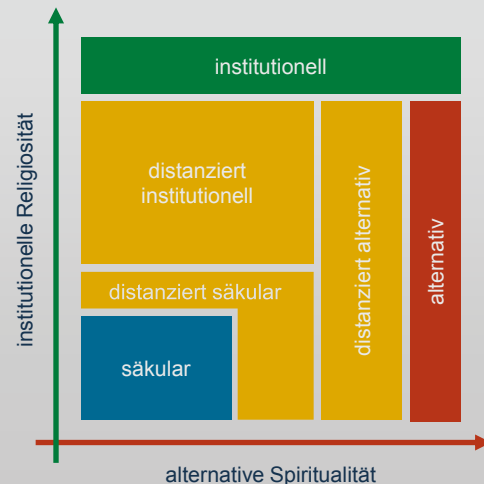 institutionell
distanziert
institutionell
distanziert säkular
säkular
distanziert alternativ
alternativ
institutionelle Religiosität
alternative Spiritualität